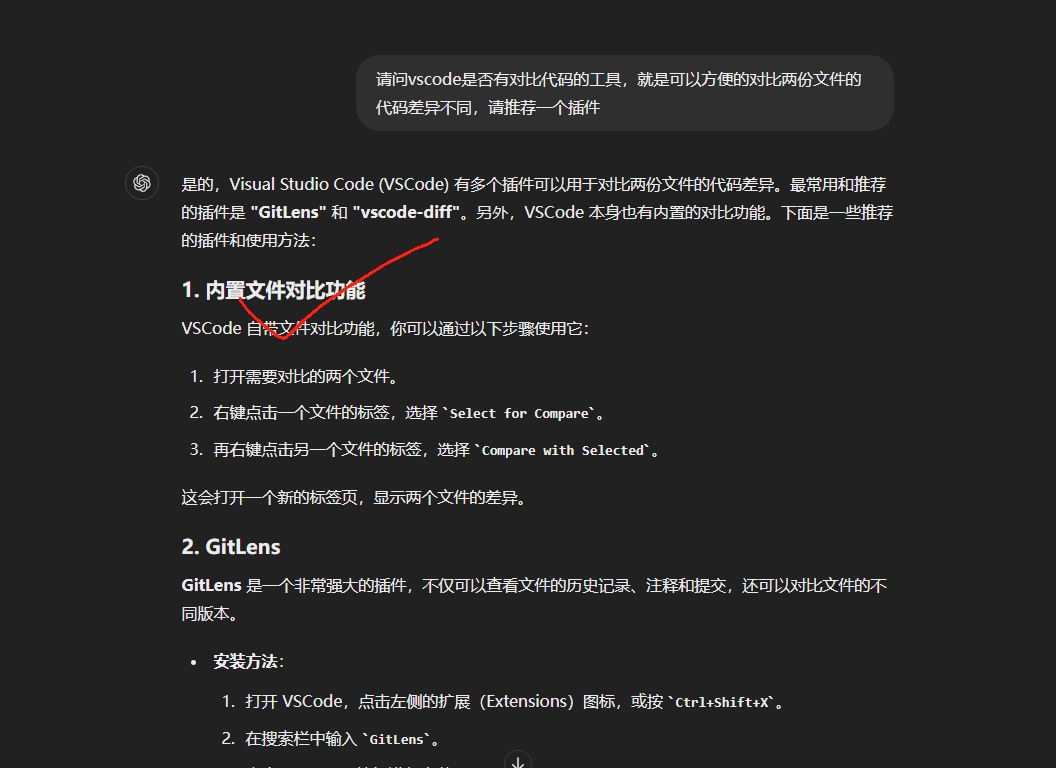 请问vscode是否有对比代码的工具，就是可以方便的对比两份文件的
代码差异不同，请推荐一个插件
是的，Visual Studio Code (VSCode) 有多个插件可以用于对比两份文件的代码差异。最常用和推荐
的插件是 "GitLens" 和 "vscode-diff"。另外，VSCode 本身也有内置的对比功能。下面是一些推荐
的插件和使用方法：
1. 内置文件对比功能
VSCode 自带文件对比功能，你可以通过以下步骤使用它：
1. 打开需要对比的两个文件。
2. 右键点击一个文件的标签，选择 `Select for Compare`。
3. 再右键点击另一个文件的标签，选择 `Compare with Selected`。
这会打开一个新的标签页，显示两个文件的差异。
2. GitLens
GitLens 是一个非常强大的插件，不仅可以查看文件的历史记录、注释和提交，还可以对比文件的不
同版本。
• 安装方法：
1. 打开 VSCode，点击左侧的扩展（Extensions）图标，或按 `Ctrl+Shift+X`。
2. 在搜索栏中输入 `GitLens`。